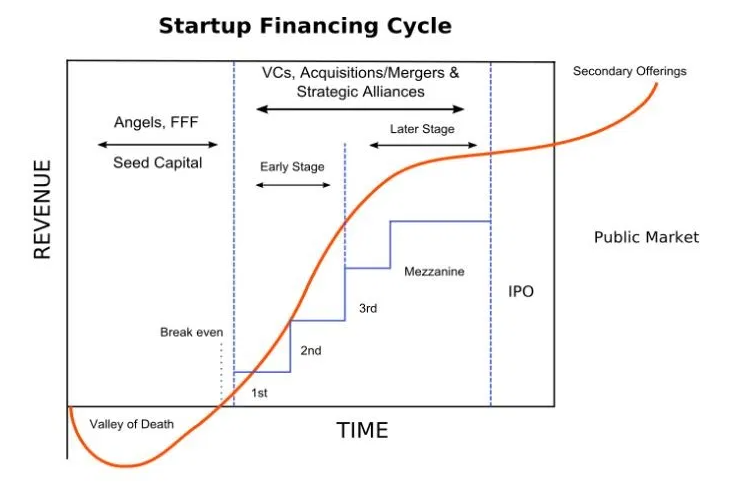 Startup Financing Cycle
VCs, Acquisitions/Mergers &
Strategic Alliances
Secondary Offerings
Angels, FFF
Seed Capital
Later Stage
Early Stage
REVENUE
Public Market
Mezzanine
IPO
3rd
Break even
2nd
1st
Valley of Death
TIME